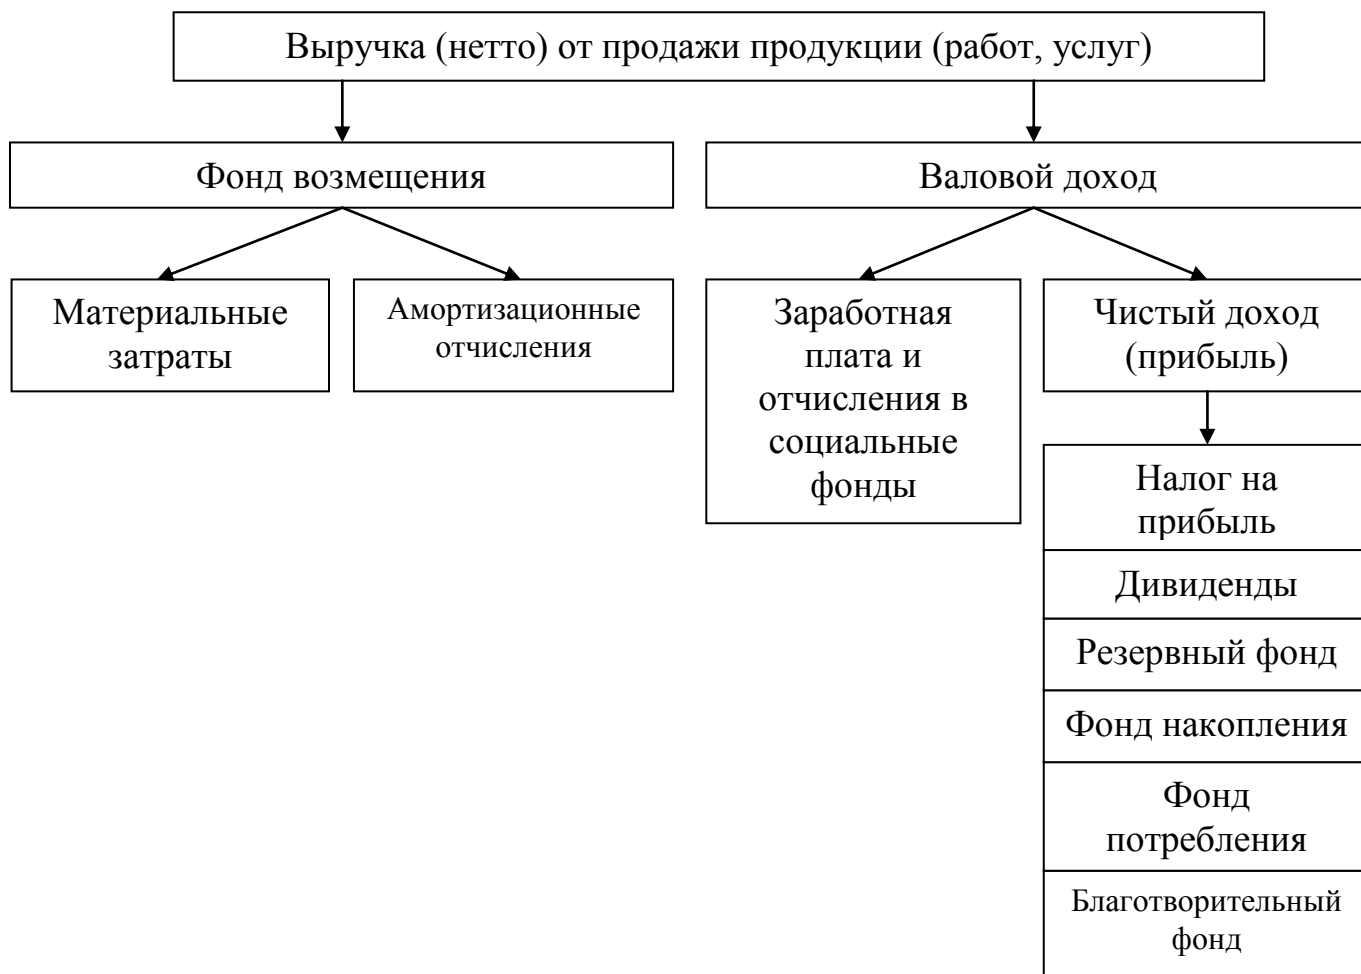 Выручка (нетто) от продажи продукции (работ, услуг)
Фонд возмещения
Валовой доход
Материальные
затраты
Амортизационные
отчисления
Заработная
плата и
отчисления в
социальные
фонды
Чистый доход
(прибыль)
Налог на
прибыль
Дивиденды
Резервный фонд
Фонд накопления
Фонд
потребления
Благотворительный
фонд